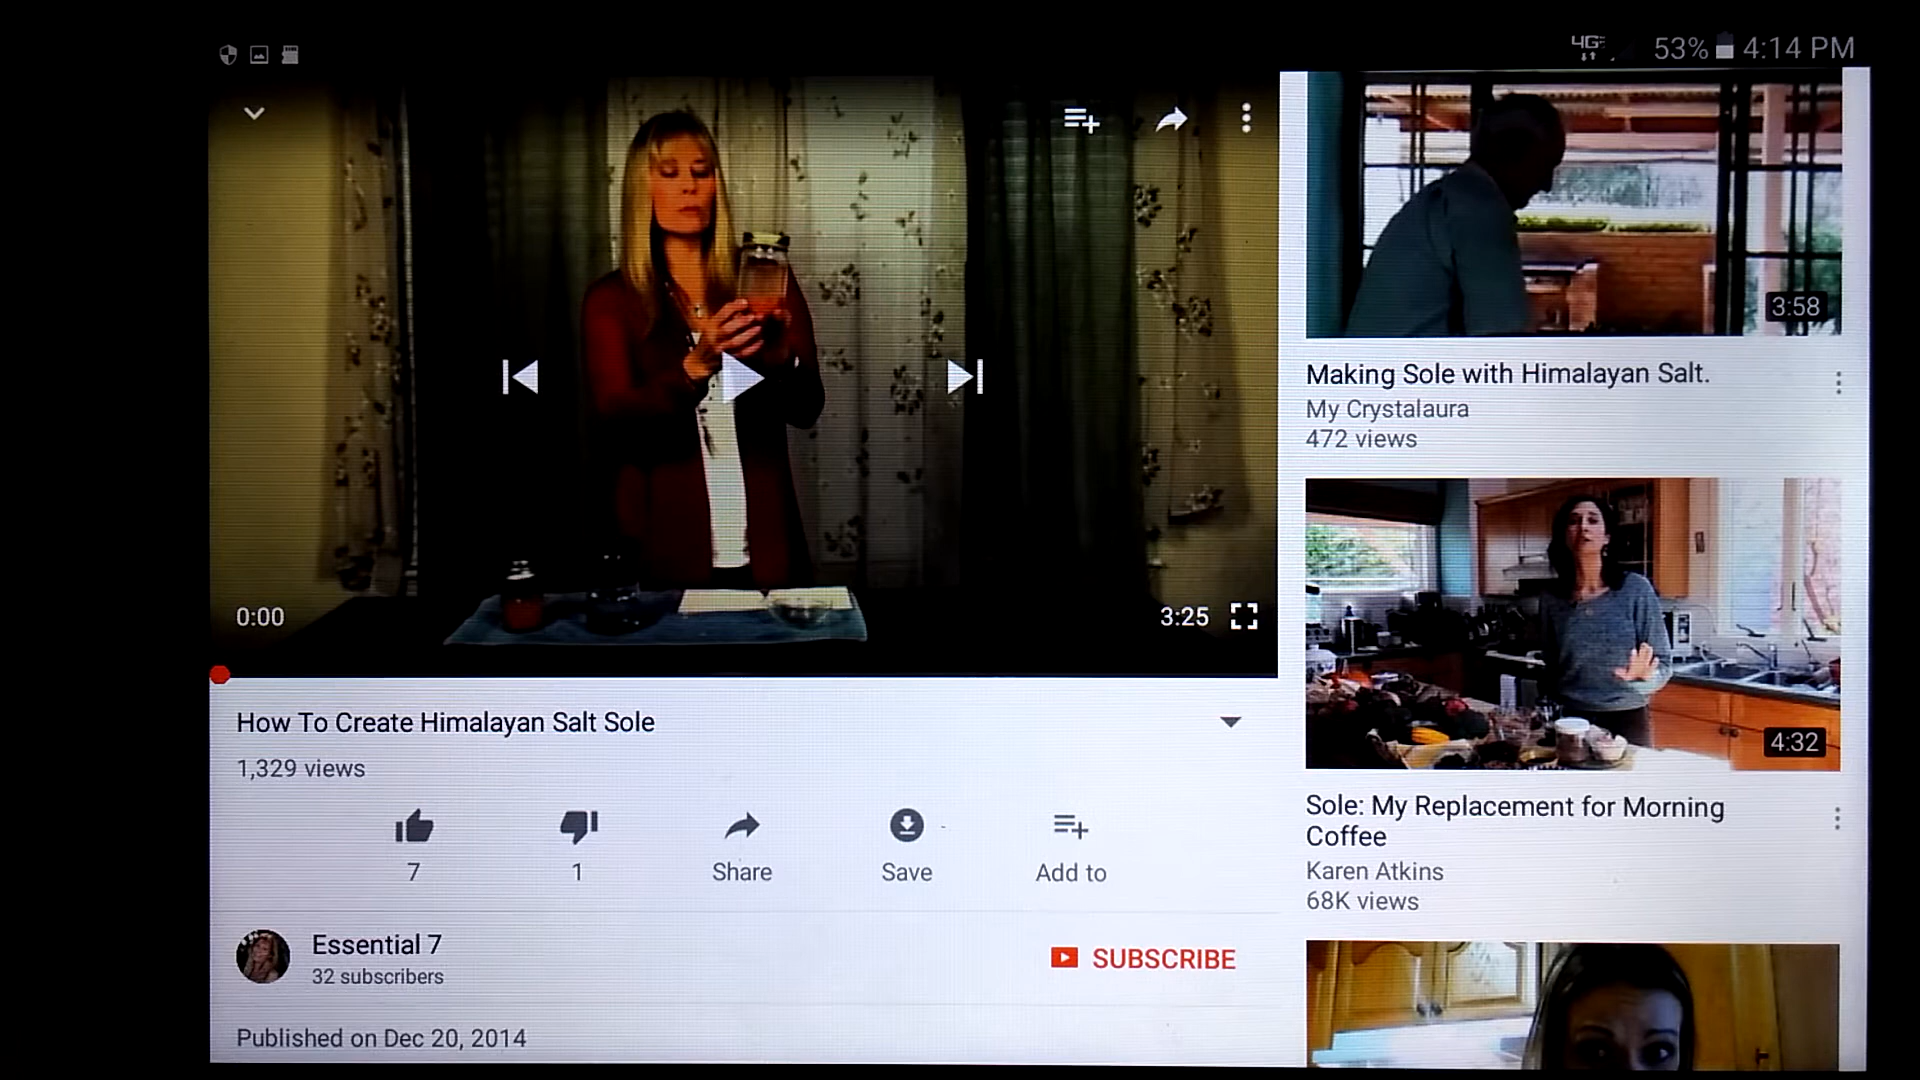 4G
53% 4:14 PM
0:00
3:25
How To Create Himalayan Salt Sole
1,329 views
7
1
Share
Save
Add to
Essential 7
32 subscribers
SUBSCRIBE
Published on Dec 20, 2014
3:58
Making Sole with Himalayan Salt.
My Crystalaura
472 views
4:32
Sole: My Replacement for Morning
Coffee
Karen Atkins
68K views